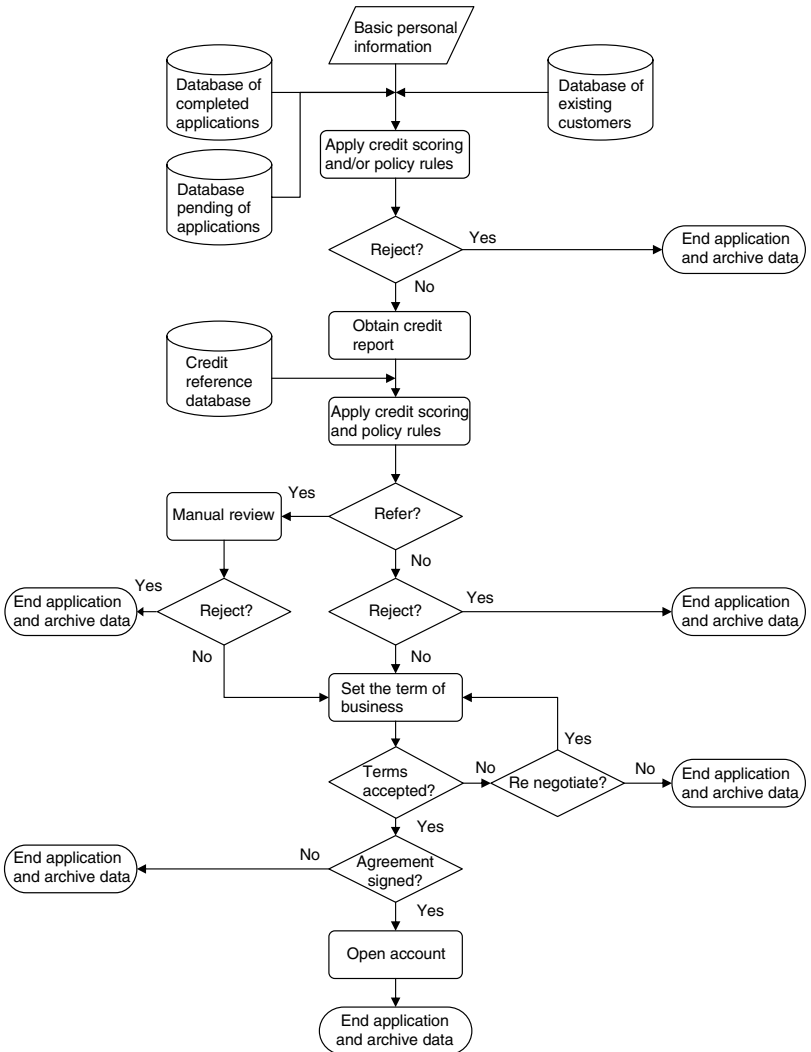 Basic personal
information
Database of
completed
applications
Database of
existing
customers
Apply credit scoring
and/or policy rules
Database
pending of
applications
Reject?
Yes
End application
and archive data
No
Obtain credit
report
Credit
reference
database
Apply credit scoring
and policy rules
Yes
Manual review
Refer?
No
Yes
End application
and archive data
Reject?
Reject?
Yes
End application
and archive data
No
No
Set the term of
business
Yes
Terms
accepted?
No
Re negotiate?
No
End application
and archive data
Yes
End application
and archive data
No
Agreement
signed?
Yes
Open account
End application
and archive data